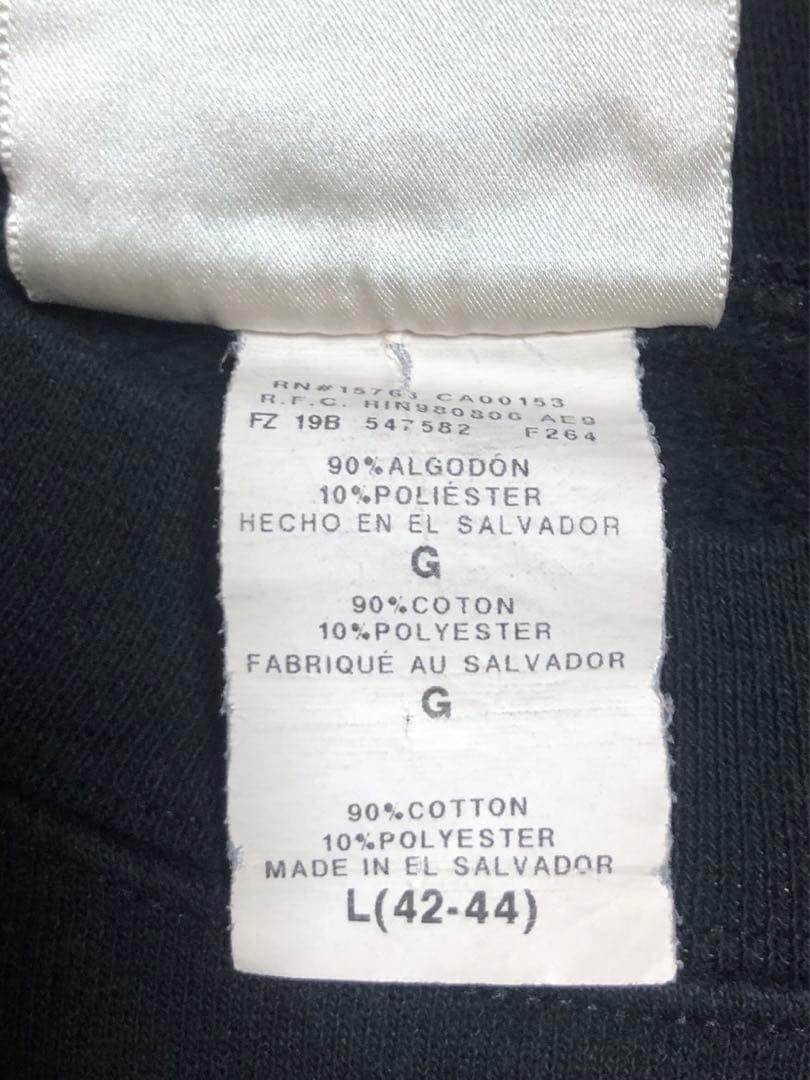 RN#15763 CA00153
R.F.C. RIN980806 AE9
FZ 19B 547582 F264
90%ALGODÓN
10%POLIÉSTER
HECHO EN EL SALVADOR
G
90%COTON
10%POLYESTER
FABRIQUÉ AU SALVADOR
G
90%COTTON
10%POLYESTER
MADE IN EL SALVADOR
L(42-44)